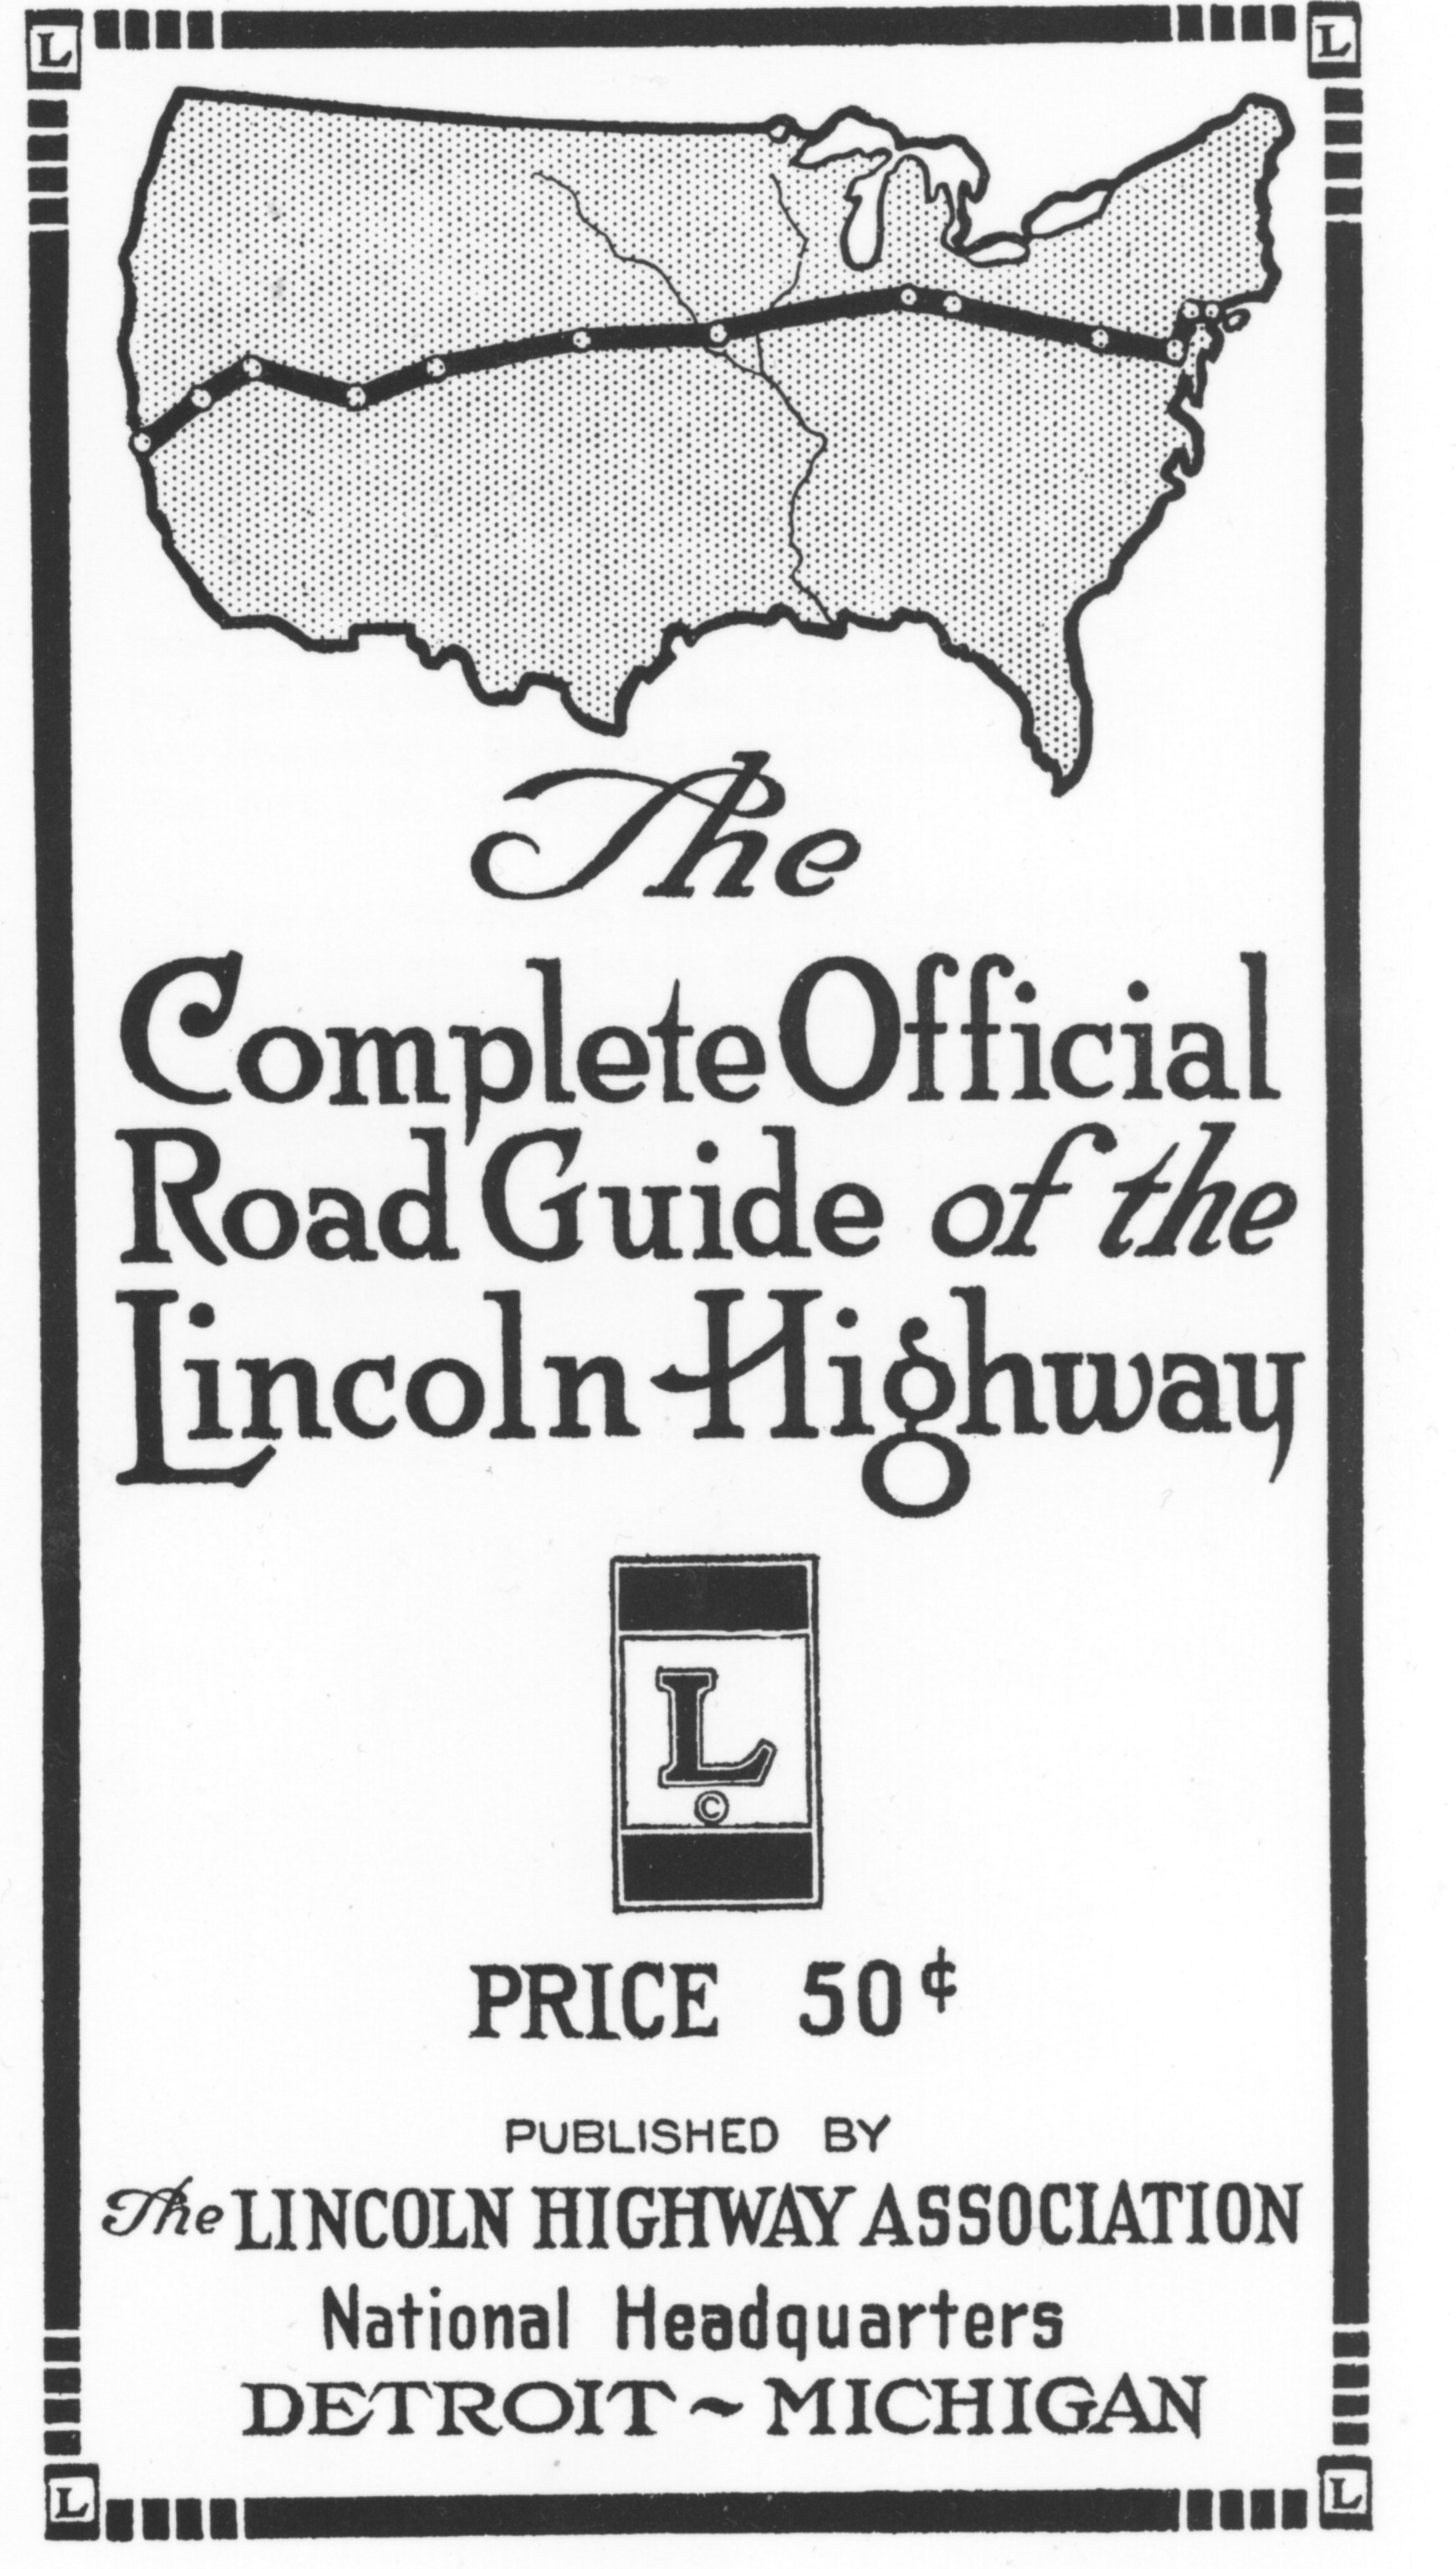 L L
The
Complete Official
Road Guide of the
Lincoln Highway
L
©
PRICE 50¢
PUBLISHED BY
The LINCOLN HIGHWAY ASSOCIATION
National Headquarters
DETROIT ~ MICHIGAN
L L